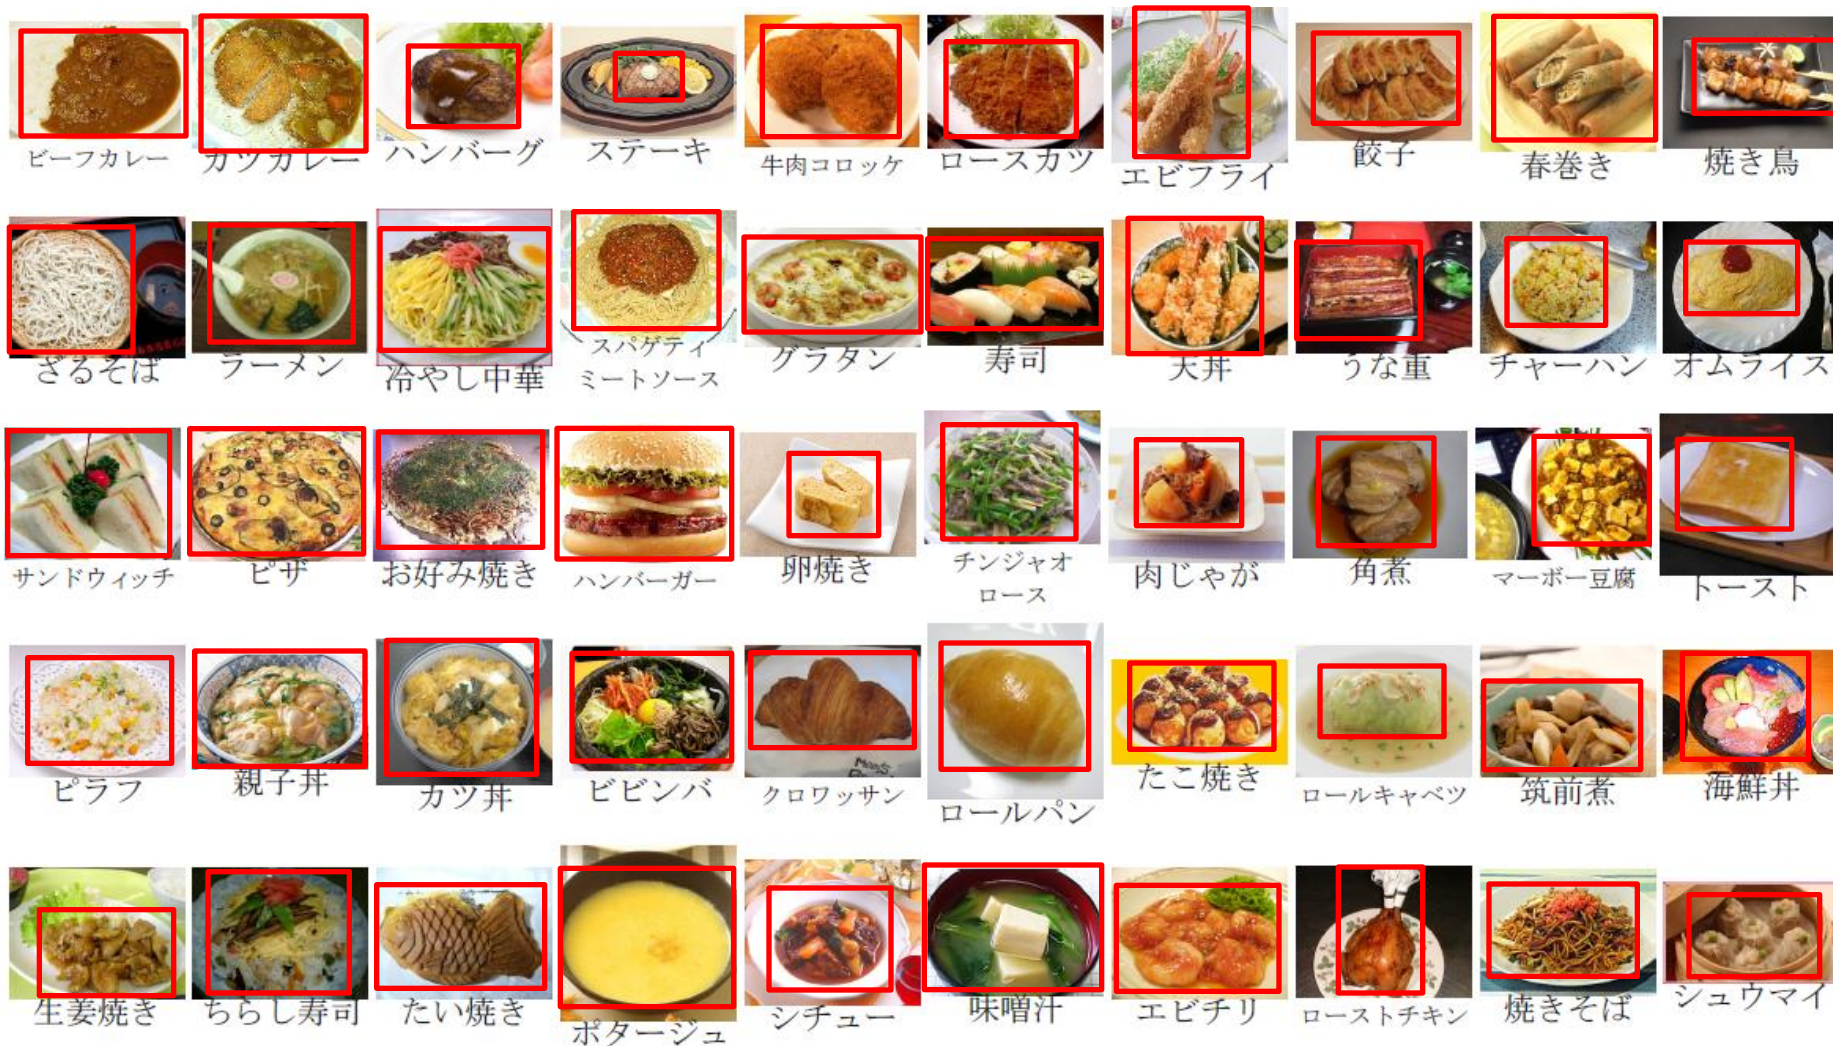 ビーフカレー
カツカレー
ハンバーグ
ステーキ
牛肉コロッケ
ロースカツ
エビフライ
餃子
春巻き
焼き鳥
ざるそば
ラーメン
冷やし中華
スパゲティ
ミートソース
グラタン
寿司
天丼
うな重
チャーハン
オムライス
サンドウィッチ
ピザ
お好み焼き
ハンバーガー
卵焼き
チンジャオ
ロース
肉じゃが
角煮
マーボー豆腐
トースト
ピラフ
親子丼
カツ丼
ビビンバ
クロワッサン
ロールパン
たこ焼き
ロールキャベツ
筑前煮
海鮮丼
生姜焼き
ちらし寿司
たい焼き
ポタージュ
シチュー
味噌汁
エビチリ
ローストチキン
焼きそば
シュウマイ